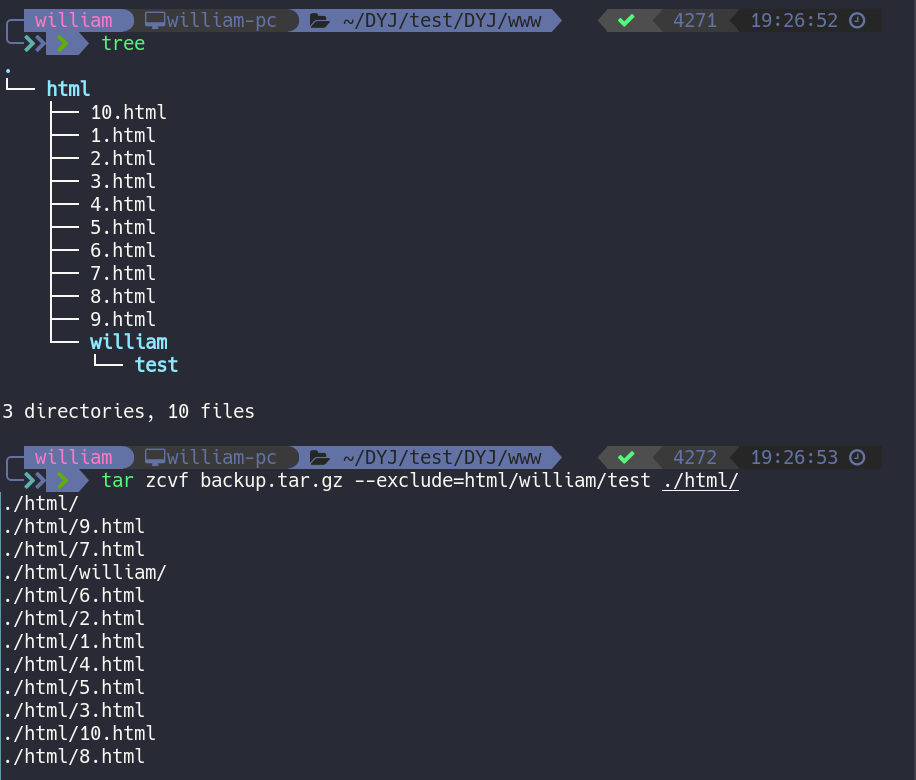 william william-pc ~/DYJ/test/DYJ/www 4271 19:26:52
tree
.
└── html
    ├── 10.html
    ├── 1.html
    ├── 2.html
    ├── 3.html
    ├── 4.html
    ├── 5.html
    ├── 6.html
    ├── 7.html
    ├── 8.html
    ├── 9.html
    └── william
        └── test
3 directories, 10 files
william william-pc ~/DYJ/test/DYJ/www 4272 19:26:53
tar zcvf backup.tar.gz --exclude=html/william/test ./html/
./html/
./html/9.html
./html/7.html
./html/william/
./html/6.html
./html/2.html
./html/1.html
./html/4.html
./html/5.html
./html/3.html
./html/10.html
./html/8.html